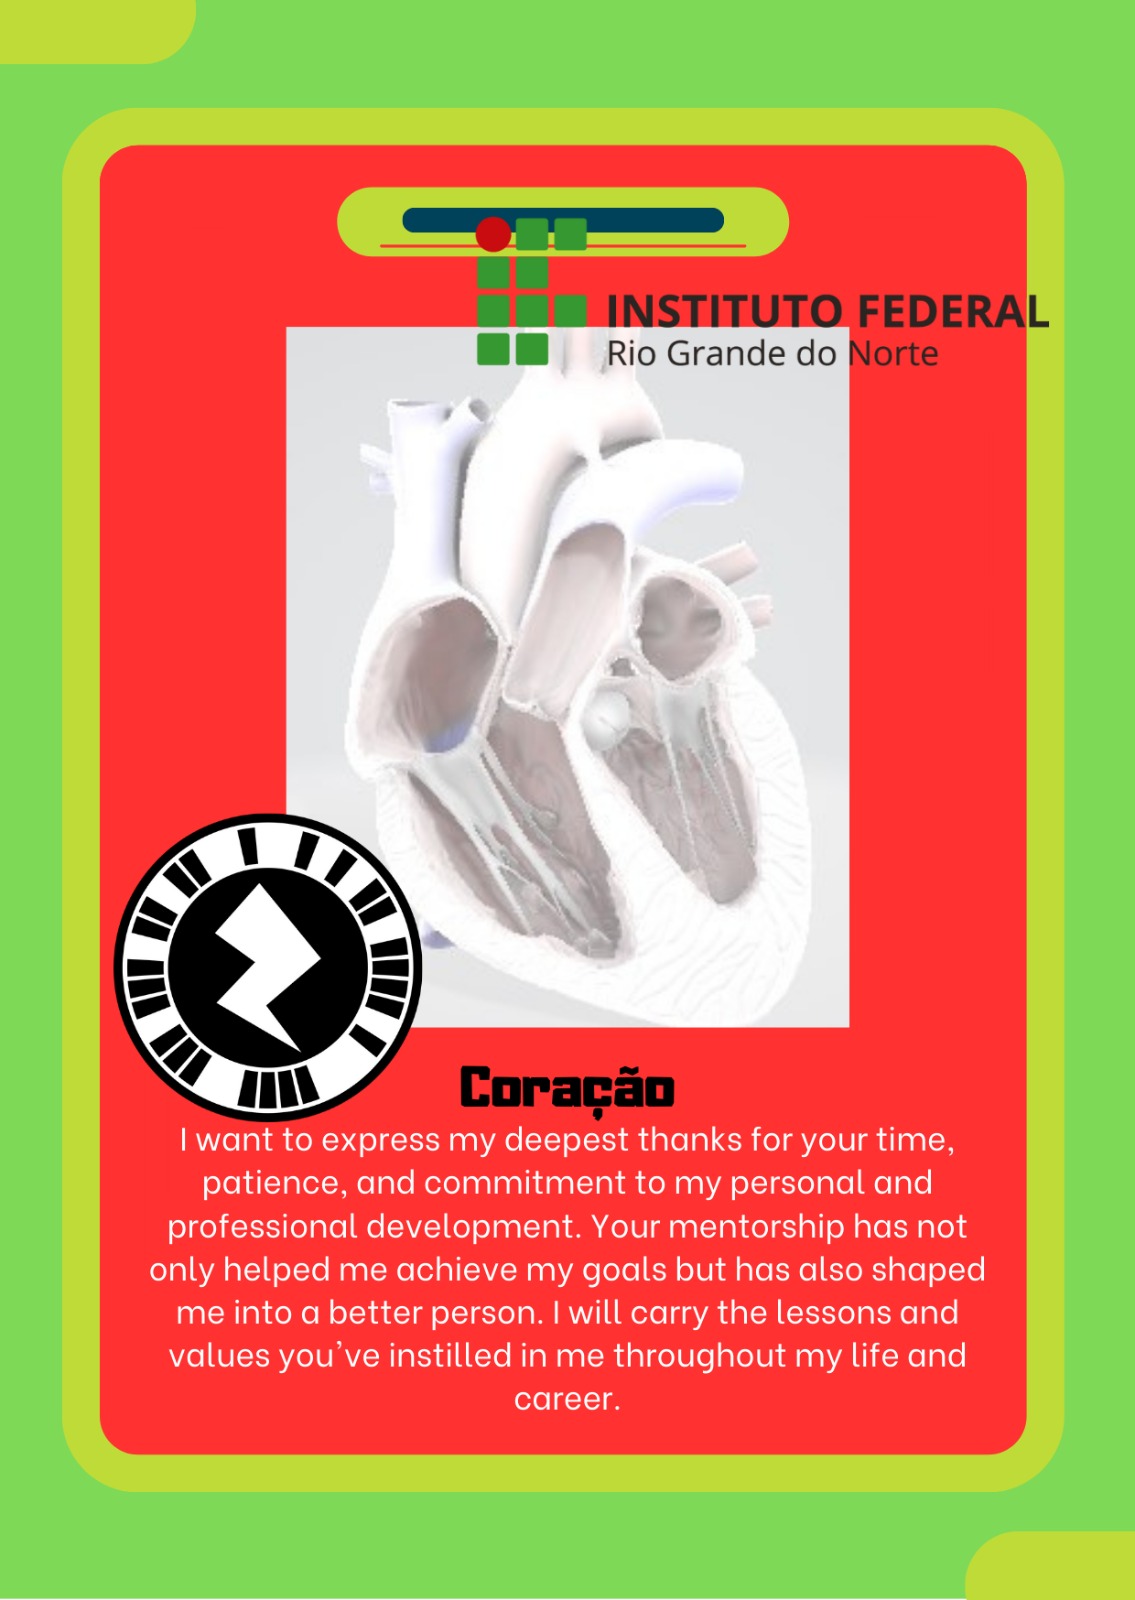 INSTITUTO FEDERAL
Rio Grande do Norte
Coração
I want to express my deepest thanks for your time,
patience, and commitment to my personal and
professional development. Your mentorship has not
only helped me achieve my goals but has also shaped
me into a better person. I will carry the lessons and
values you've instilled in me throughout my life and
career.